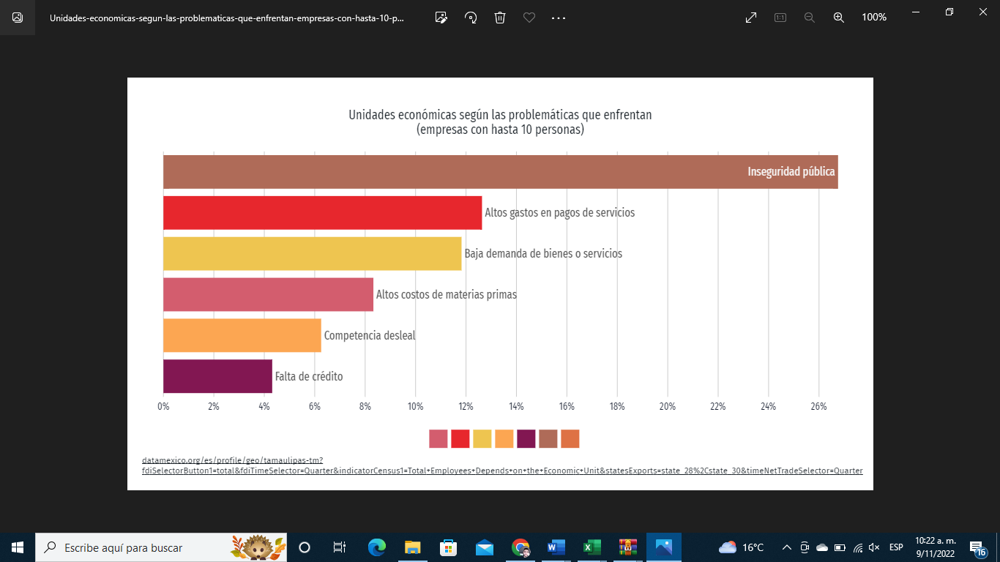 Unidades-economicas-segun-las-problematicas-que-enfrentan-empresas-con-hasta-10-p...
1:1
100%
Unidades económicas según las problemáticas que enfrentan
(empresas con hasta 10 personas)
Inseguridad pública
Altos gastos en pagos de servicios
Baja demanda de bienes o servicios
Altos costos de materias primas
Competencia desleal
Falta de crédito
0% 2% 4% 6% 8% 10% 12% 14% 16% 18% 20% 22% 24% 26%
datamexico.org/es/profile/geo/tamaulipas-tm?
fdiSelectorButton1=total&fdiTimeSelector=Quarter&indicatorCensus1=Total+Employees+Depends+on+the+Economic+Unit&statesExports=state_28%2Cstate_30&timeNetTradeSelector=Quarter
Escribe aquí para buscar
W
X
16°C
ESP
10:22 a. m.
9/11/2022
16